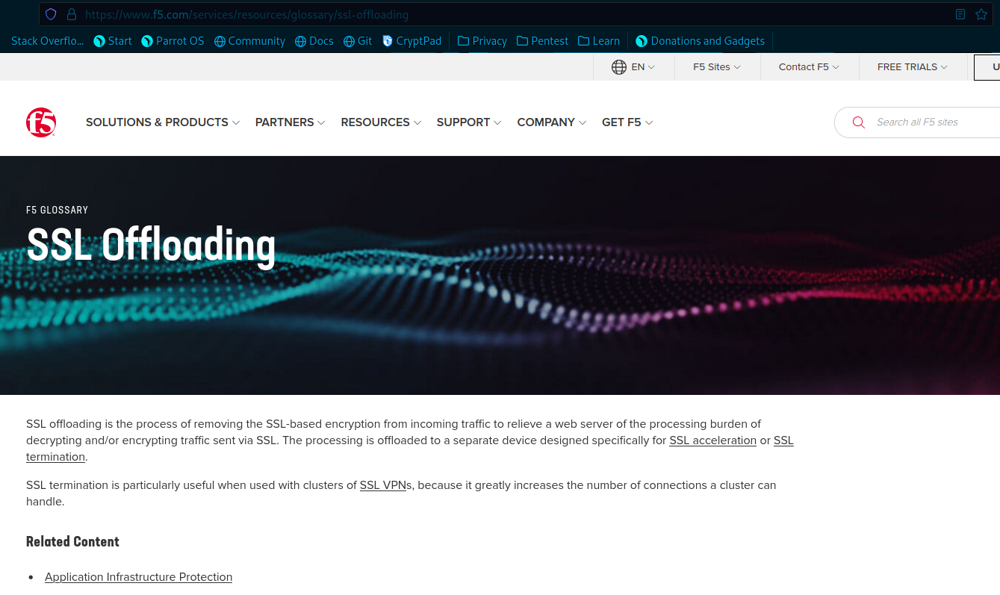 https://www.f5.com/services/resources/glossary/ssl-offloading
Stack Overflo... Start Parrot OS Community Docs Git CryptPad Privacy Pentest Learn Donations and Gadgets
EN F5 Sites Contact F5 FREE TRIALS U
f5 SOLUTIONS & PRODUCTS PARTNERS RESOURCES SUPPORT COMPANY GET F5 Search all F5 sites
F5 GLOSSARY
SSL Offloading
SSL offloading is the process of removing the SSL-based encryption from incoming traffic to relieve a web server of the processing burden of
decrypting and/or encrypting traffic sent via SSL. The processing is offloaded to a separate device designed specifically for SSL acceleration or SSL
termination.
SSL termination is particularly useful when used with clusters of SSL VPNs, because it greatly increases the number of connections a cluster can
handle.
Related Content
• Application Infrastructure Protection